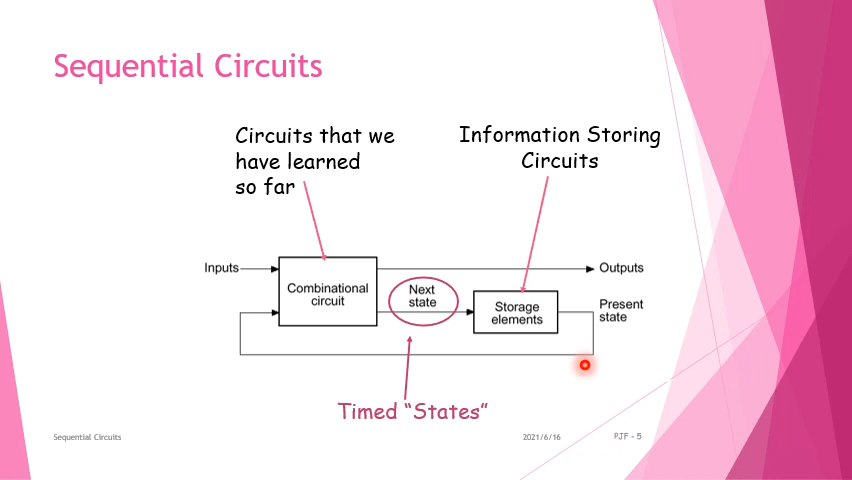 Sequential Circuits
Circuits that we
have learned
so far
Information Storing
Circuits
Inputs
Combinational
circuit
Next
state
Storage
elements
Outputs
Present
state
Timed “States”
Sequential Circuits
2021/6/16
PJF - 5